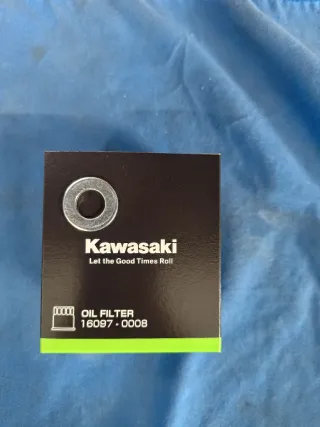 Kawasaki
Let the Good Times Roll
OIL FILTER
16097-0008